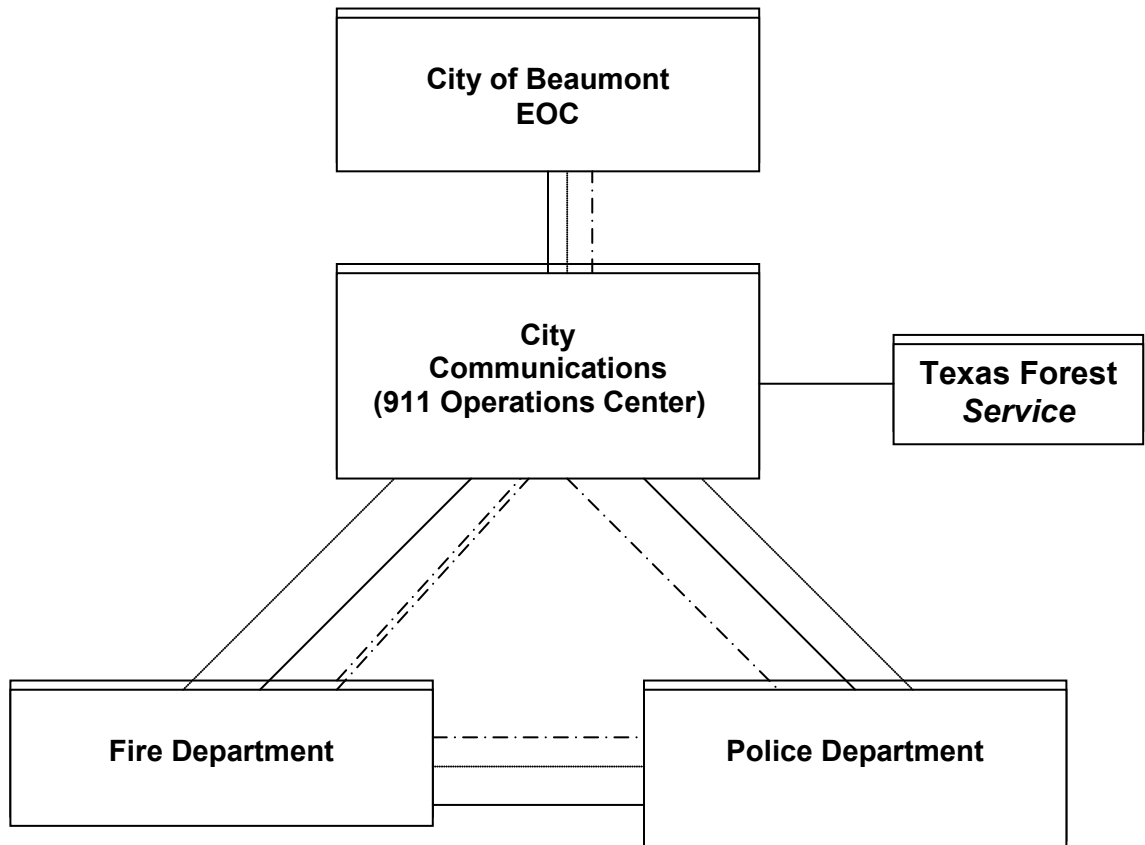 City of Beaumont
EOC
City
Communications
(911 Operations Center)
Texas Forest
Service
Fire Department
Police Department